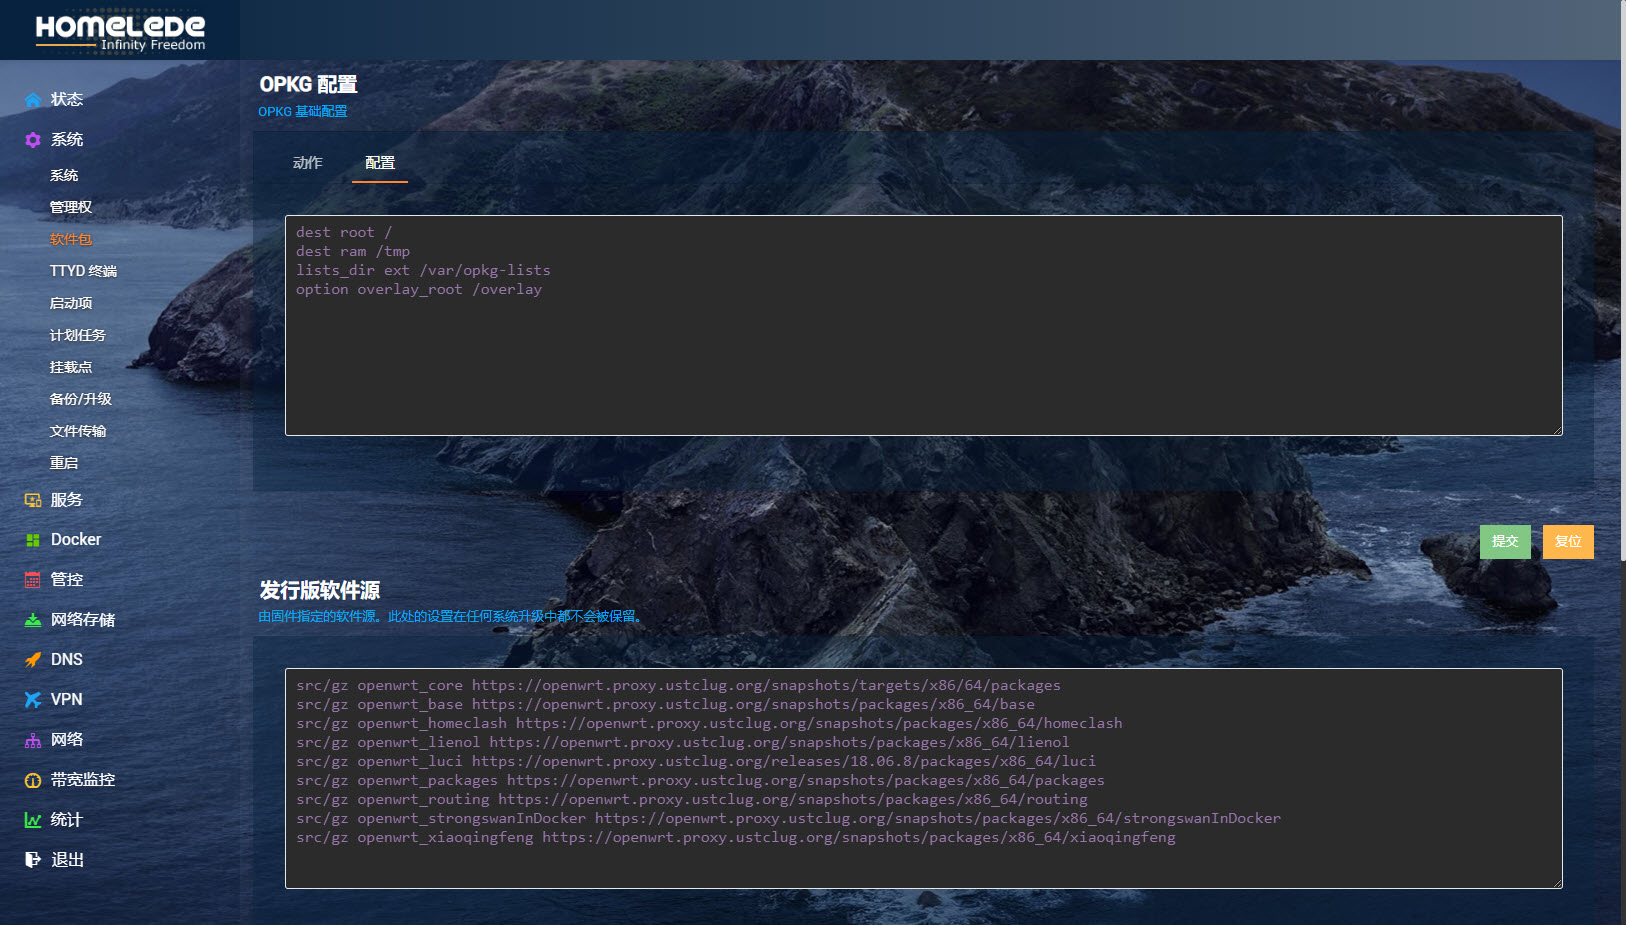 HOMELEDE
Infinity Freedom
状态
系统
系统
管理权
软件包
TTYD 终端
启动项
计划任务
挂载点
备份/升级
文件传输
重启
服务
Docker
管控
网络存储
DNS
VPN
网络
带宽监控
统计
退出
OPKG 配置
OPKG 基础配置
动作 配置
dest root /
dest ram /tmp
lists_dir ext /var/opkg-lists
option overlay_root /overlay
提交 复位
发行版软件源
由固件指定的软件源。此处的设置在任何系统升级中都不会被保留。
src/gz openwrt_core https://openwrt.proxy.ustclug.org/snapshots/targets/x86/64/packages
src/gz openwrt_base https://openwrt.proxy.ustclug.org/snapshots/packages/x86_64/base
src/gz openwrt_homeclash https://openwrt.proxy.ustclug.org/snapshots/packages/x86_64/homeclash
src/gz openwrt_lienol https://openwrt.proxy.ustclug.org/snapshots/packages/x86_64/lienol
src/gz openwrt_luci https://openwrt.proxy.ustclug.org/releases/18.06.8/packages/x86_64/luci
src/gz openwrt_packages https://openwrt.proxy.ustclug.org/snapshots/packages/x86_64/packages
src/gz openwrt_routing https://openwrt.proxy.ustclug.org/snapshots/packages/x86_64/routing
src/gz openwrt_strongswanInDocker https://openwrt.proxy.ustclug.org/snapshots/packages/x86_64/strongswanInDocker
src/gz openwrt_xiaoqingfeng https://openwrt.proxy.ustclug.org/snapshots/packages/x86_64/xiaoqingfeng